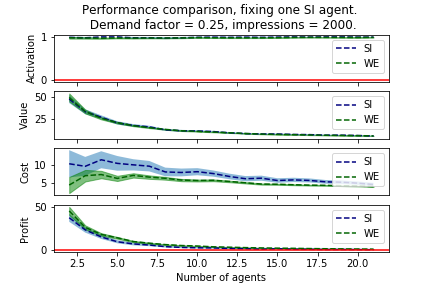 Performance comparison, fixing one SI agent.
Demand factor = 0.25, impressions = 2000.
Activation
1
0
SI
WE
Value
50
25
SI
WE
Cost
10
5
SI
WE
Profit
50
0
SI
WE
2.5 5.0 7.5 10.0 12.5 15.0 17.5 20.0
Number of agents